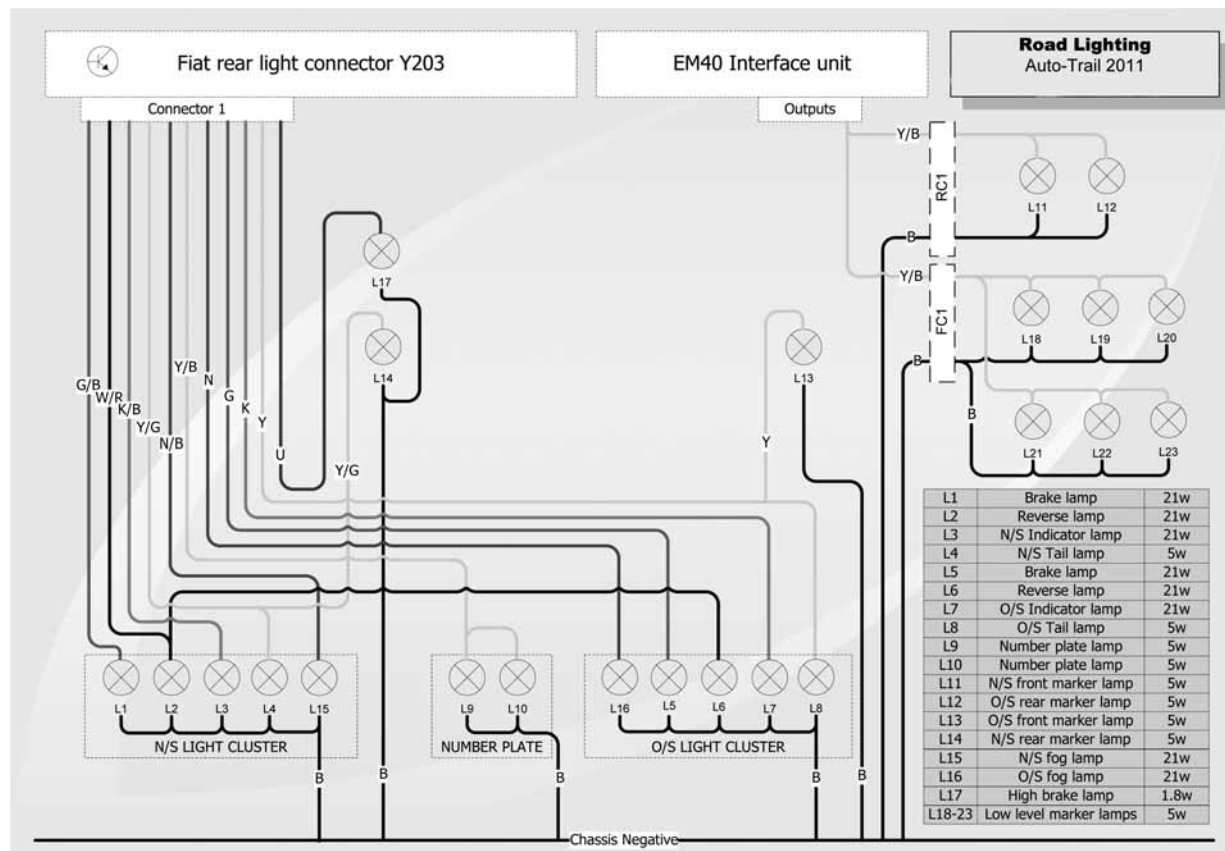 Fiat rear light connector Y203
EM40 Interface unit
Road Lighting
Auto-Trail 2011
Connector 1
Outputs
Y/B
RC1
L11
L12
B
L17
Y/B
FC1
L18
L19
L20
B
L14
L13
Y/B
N
G/B
W/R
K/B
Y/G
N/B
G
K
Y
U
Y/G
Y
B
L21
L22
L23
L1 Brake lamp 21w
L2 Reverse lamp 21w
L3 N/S Indicator lamp 21w
L4 N/S Tail lamp 5w
L5 Brake lamp 21w
L6 Reverse lamp 21w
L7 O/S Indicator lamp 21w
L8 O/S Tail lamp 5w
L9 Number plate lamp 5w
L10 Number plate lamp 5w
L11 N/S front marker lamp 5w
L12 O/S rear marker lamp 5w
L13 O/S front marker lamp 5w
L14 N/S rear marker lamp 5w
L15 N/S fog lamp 21w
L16 O/S fog lamp 21w
L17 High brake lamp 1.8w
L18-23 Low level marker lamps 5w
L1 L2 L3 L4 L15
N/S LIGHT CLUSTER
L9 L10
NUMBER PLATE
L16 L5 L6 L7 L8
O/S LIGHT CLUSTER
B
B
B
B
B
Chassis Negative